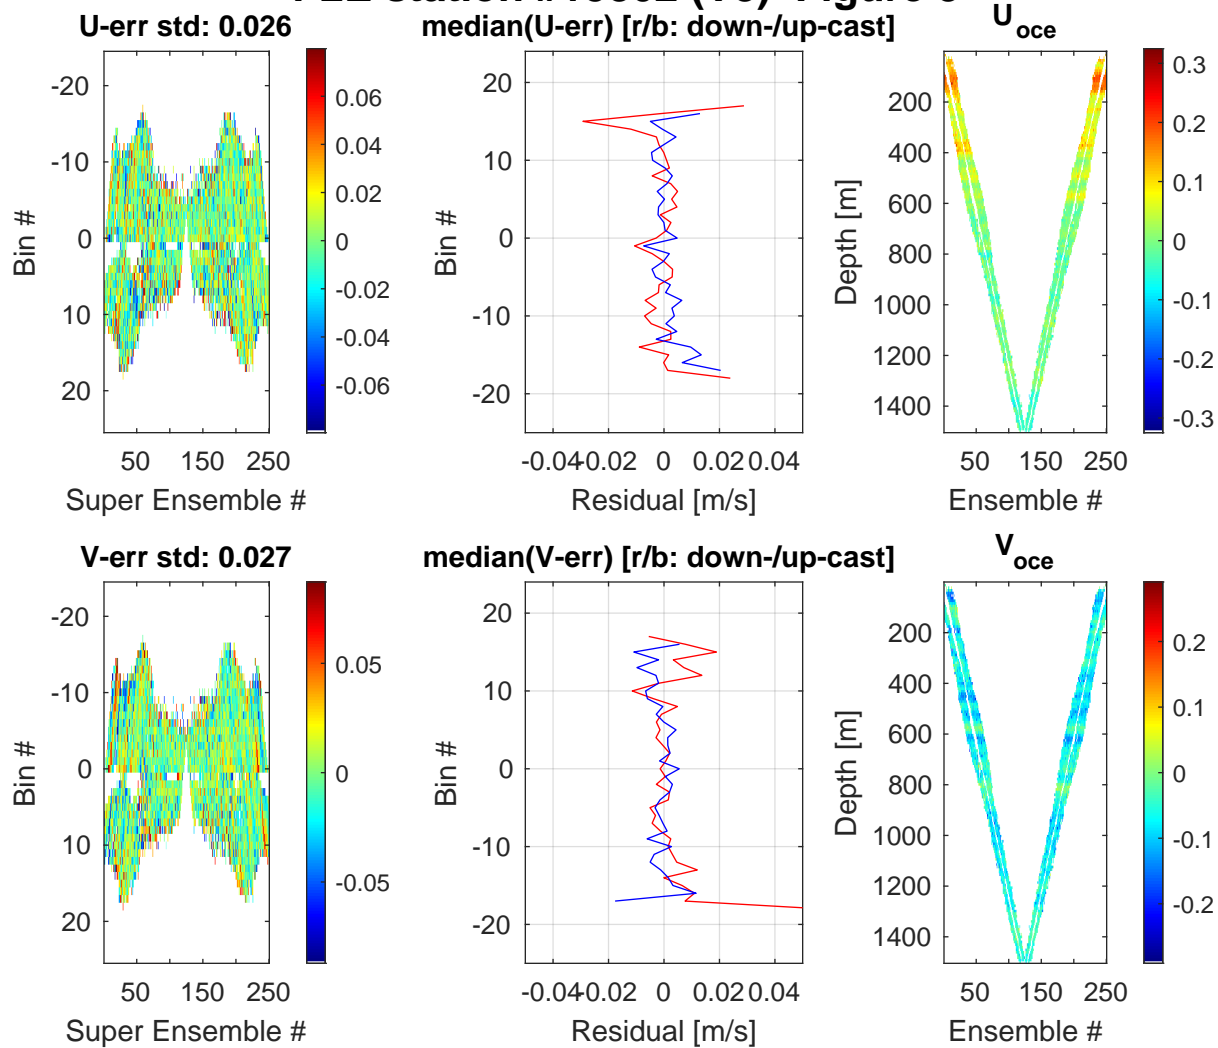 U-err std: 0.026
median(U-err) [r/b: down-/up-cast]
U_oce
-20
-10
0
10
20
Bin #
50 150 250
Super Ensemble #
0.06
0.04
0.02
0
-0.02
-0.04
-0.06
20
10
0
-10
-20
Bin #
-0.04 -0.02 0 0.02 0.04
Residual [m/s]
200
400
600
800
1000
1200
1400
Depth [m]
50 150 250
Ensemble #
0.3
0.2
0.1
0
-0.1
-0.2
-0.3
V-err std: 0.027
median(V-err) [r/b: down-/up-cast]
V_oce
-20
-10
0
10
20
Bin #
50 150 250
Super Ensemble #
0.05
0
-0.05
20
10
0
-10
-20
Bin #
-0.04 -0.02 0 0.02 0.04
Residual [m/s]
200
400
600
800
1000
1200
1400
Depth [m]
50 150 250
Ensemble #
0.2
0.1
0
-0.1
-0.2